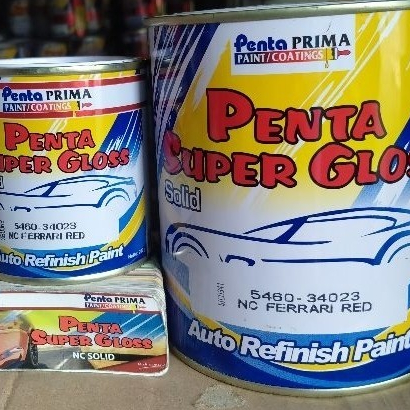 Penta PRIMA
PAINT/COATINGS
PENTA
SUPER GLOSS
5460-34023
NC FERRARI RED
Auto Refinish Paint
Penta PRIMA
PAINT/COATINGS
PENTA
SUPER GLOSS
NC SOLID
Penta PRIMA
PAINT/COATINGS
PENTA
SUPER GLOS
Solid
5460-34023
NC FERRARI RED
Auto Refinish Paint